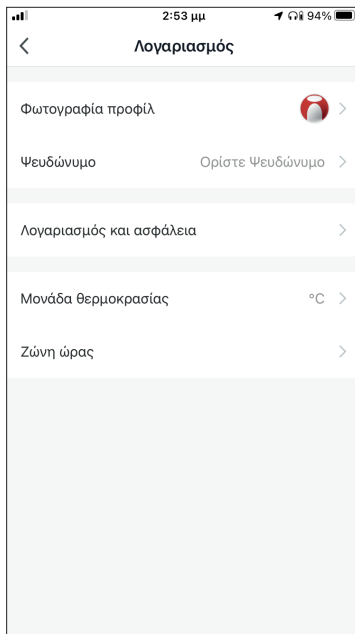 2:53 μμ 94%
Λογαριασμός
Φωτογραφία προφίλ
Ψευδώνυμο Ορίστε Ψευδώνυμο
Λογαριασμός και ασφάλεια
Μονάδα θερμοκρασίας °C
Ζώνη ώρας